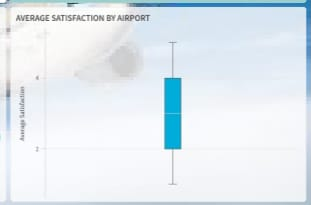 AVERAGE SATISFACTION BY AIRPORT
4
Average Satisfaction
2